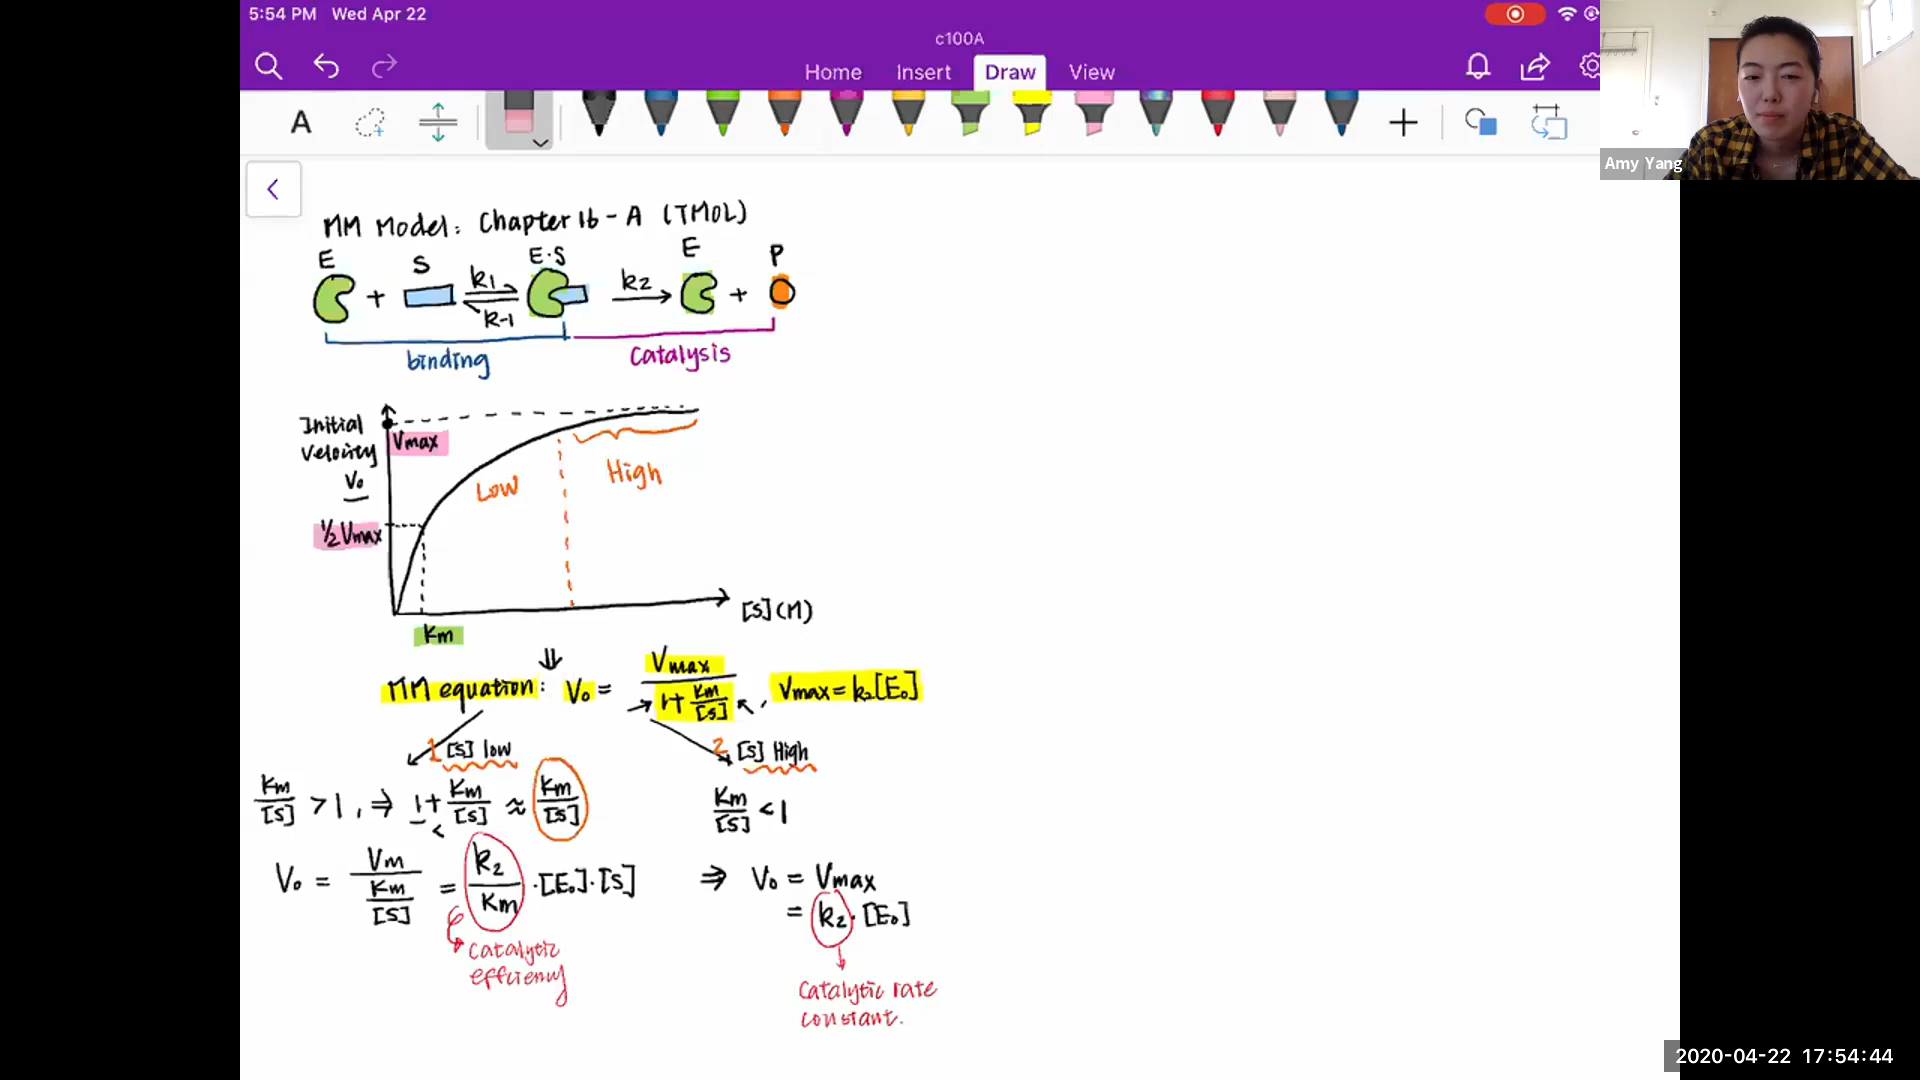 5:54 PM Wed Apr 22
c100A
Home Insert Draw View
A
Amy Yang
MM Model: Chapter 16 - A (TMOL)
E S E·S E P
+ k1 k-1 k2 +
binding Catalysis
Initial
Velocity
V₀
Vmax
Low High
1/2 Vmax
[S] (M)
Km
⇓
MM equation: V₀ = Vmax / (1 + Km/[S]) , Vmax = k₂[E₀]
1 [S] low 2 [S] High
Km/[S] > 1, ⇒ 1 + Km/[S] ≈ Km/[S]
<
Km/[S] < 1
V₀ = Vm / (Km/[S]) = k₂/Km · [E₀] · [S]
⇒ V₀ = Vmax
= k₂ · [E₀]
Catalytic
efficiency
Catalytic rate
constant.
2020-04-22 17:54:44